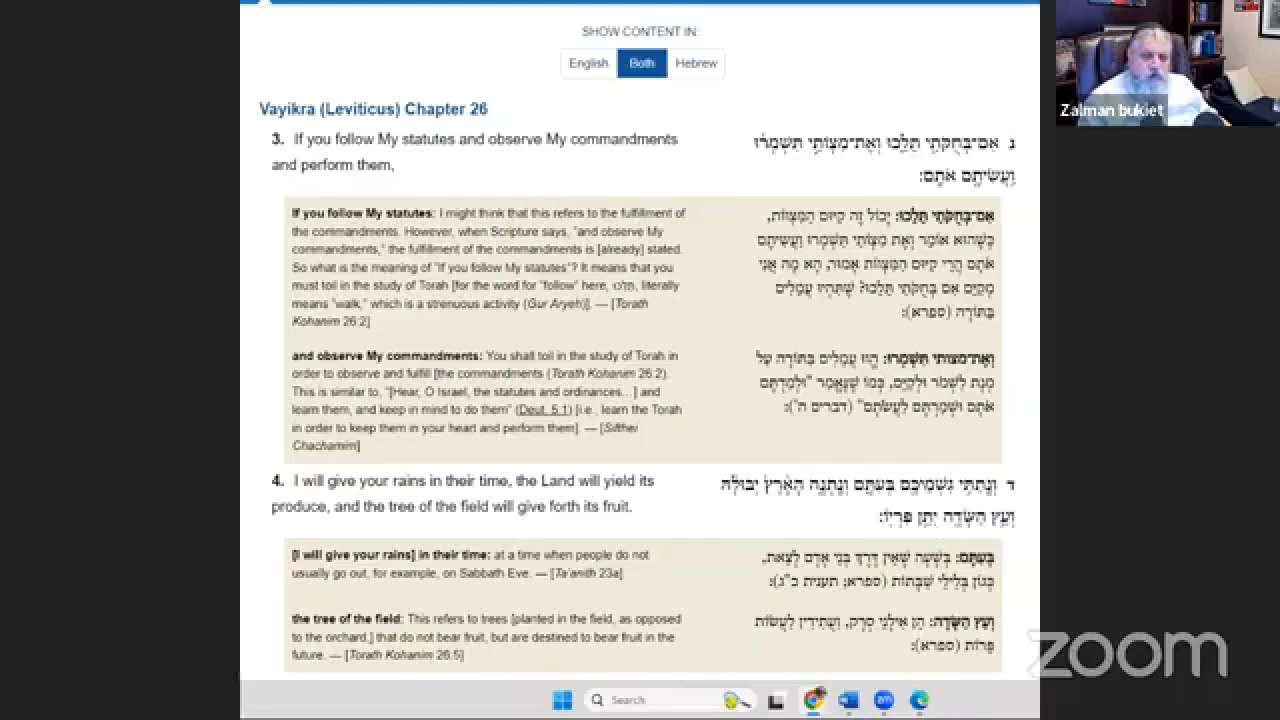 SHOW CONTENT IN:
English Both Hebrew
Vayikra (Leviticus) Chapter 26
3. If you follow My statutes and observe My commandments
and perform them,
ג אִם־בְּחֻקֹּתַ֖י תֵּלֵ֑כוּ וְאֶת־מִצְוֹתַ֣י תִּשְׁמְר֔וּ
וַֽעֲשִׂיתֶ֖ם אֹתָֽם:
If you follow My statutes: I might think that this refers to the fulfillment of
the commandments. However, when Scripture says, "and observe My
commandments," the fulfillment of the commandments is [already] stated.
So what is the meaning of "If you follow My statutes"? It means that you
must toil in the study of Torah [for the word for "follow" here, תֵּלְכוּ, literally
means "walk," which is a strenuous activity (Gur Aryeh)]. — [Torath
Kohanim 26:2]
אִם־בְּחֻקֹּתַי תֵּלֵכוּ: יָכוֹל זֶה קִיּוּם הַמִּצְווֹת,
כְּשֶׁהוּא אוֹמֵר וְאֶת מִצְוֹתַי תִּשְׁמְרוּ וַעֲשִׂיתֶם
אֹתָם הֲרֵי קִיּוּם הַמִּצְווֹת אָמוּר, הָא מָה אֲנִי
מְקַיֵּם אִם בְּחֻקֹּתַי תֵּלֵכוּ? שֶׁתִּהְיוּ עֲמֵלִים
בַּתּוֹרָה (ספרא):
and observe My commandments: You shall toil in the study of Torah in
order to observe and fulfill [the commandments (Torath Kohanim 26:2).
This is similar to, "[Hear, O Israel, the statutes and ordinances...] and
learn them, and keep in mind to do them" (Deut. 5:1) [i.e., learn the Torah
in order to keep them in your heart and perform them]. — [Sifthei
Chachamim]
וְאֶת־מִצְוֹתַי תִּשְׁמְרוּ: הֱווּ עֲמֵלִים בַּתּוֹרָה עַל
מְנָת לִשְׁמֹר וּלְקַיֵּם, כְּמוֹ שֶׁנֶּאֱמַר "וּלְמַדְתֶּם
אֹתָם וּשְׁמַרְתֶּם לַעֲשֹׂתָם" (דברים ה'):
4. I will give your rains in their time, the Land will yield its
produce, and the tree of the field will give forth its fruit.
ד וְנָֽתַתִּ֥י גִשְׁמֵיכֶ֖ם בְּעִתָּ֑ם וְנָֽתְנָ֤ה הָאָ֨רֶץ֙ יְבוּלָ֔הּ
וְעֵ֥ץ הַשָּׂדֶ֖ה יִתֵּ֥ן פִּרְיֽוֹ:
[I will give your rains] in their time: at a time when people do not
usually go out, for example, on Sabbath Eve. — [Ta'anith 23a]
בְּעִתָּם: בְּשָׁעָה שֶׁאֵין דֶּרֶךְ בְּנֵי אָדָם לָצֵאת,
כְּגוֹן בְּלֵילֵי שַׁבָּתוֹת (ספרא; תענית כ"ג):
the tree of the field: This refers to trees [planted in the field, as opposed
to the orchard,] that do not bear fruit, but are destined to bear fruit in the
future. — [Torath Kohanim 26:5]
וְעֵץ הַשָּׂדֶה: הֵן אִילָנֵי סְרָק, וַעֲתִידִין לַעֲשׂוֹת
פֵּרוֹת (ספרא):
Search
Zalman bukiet
zoom